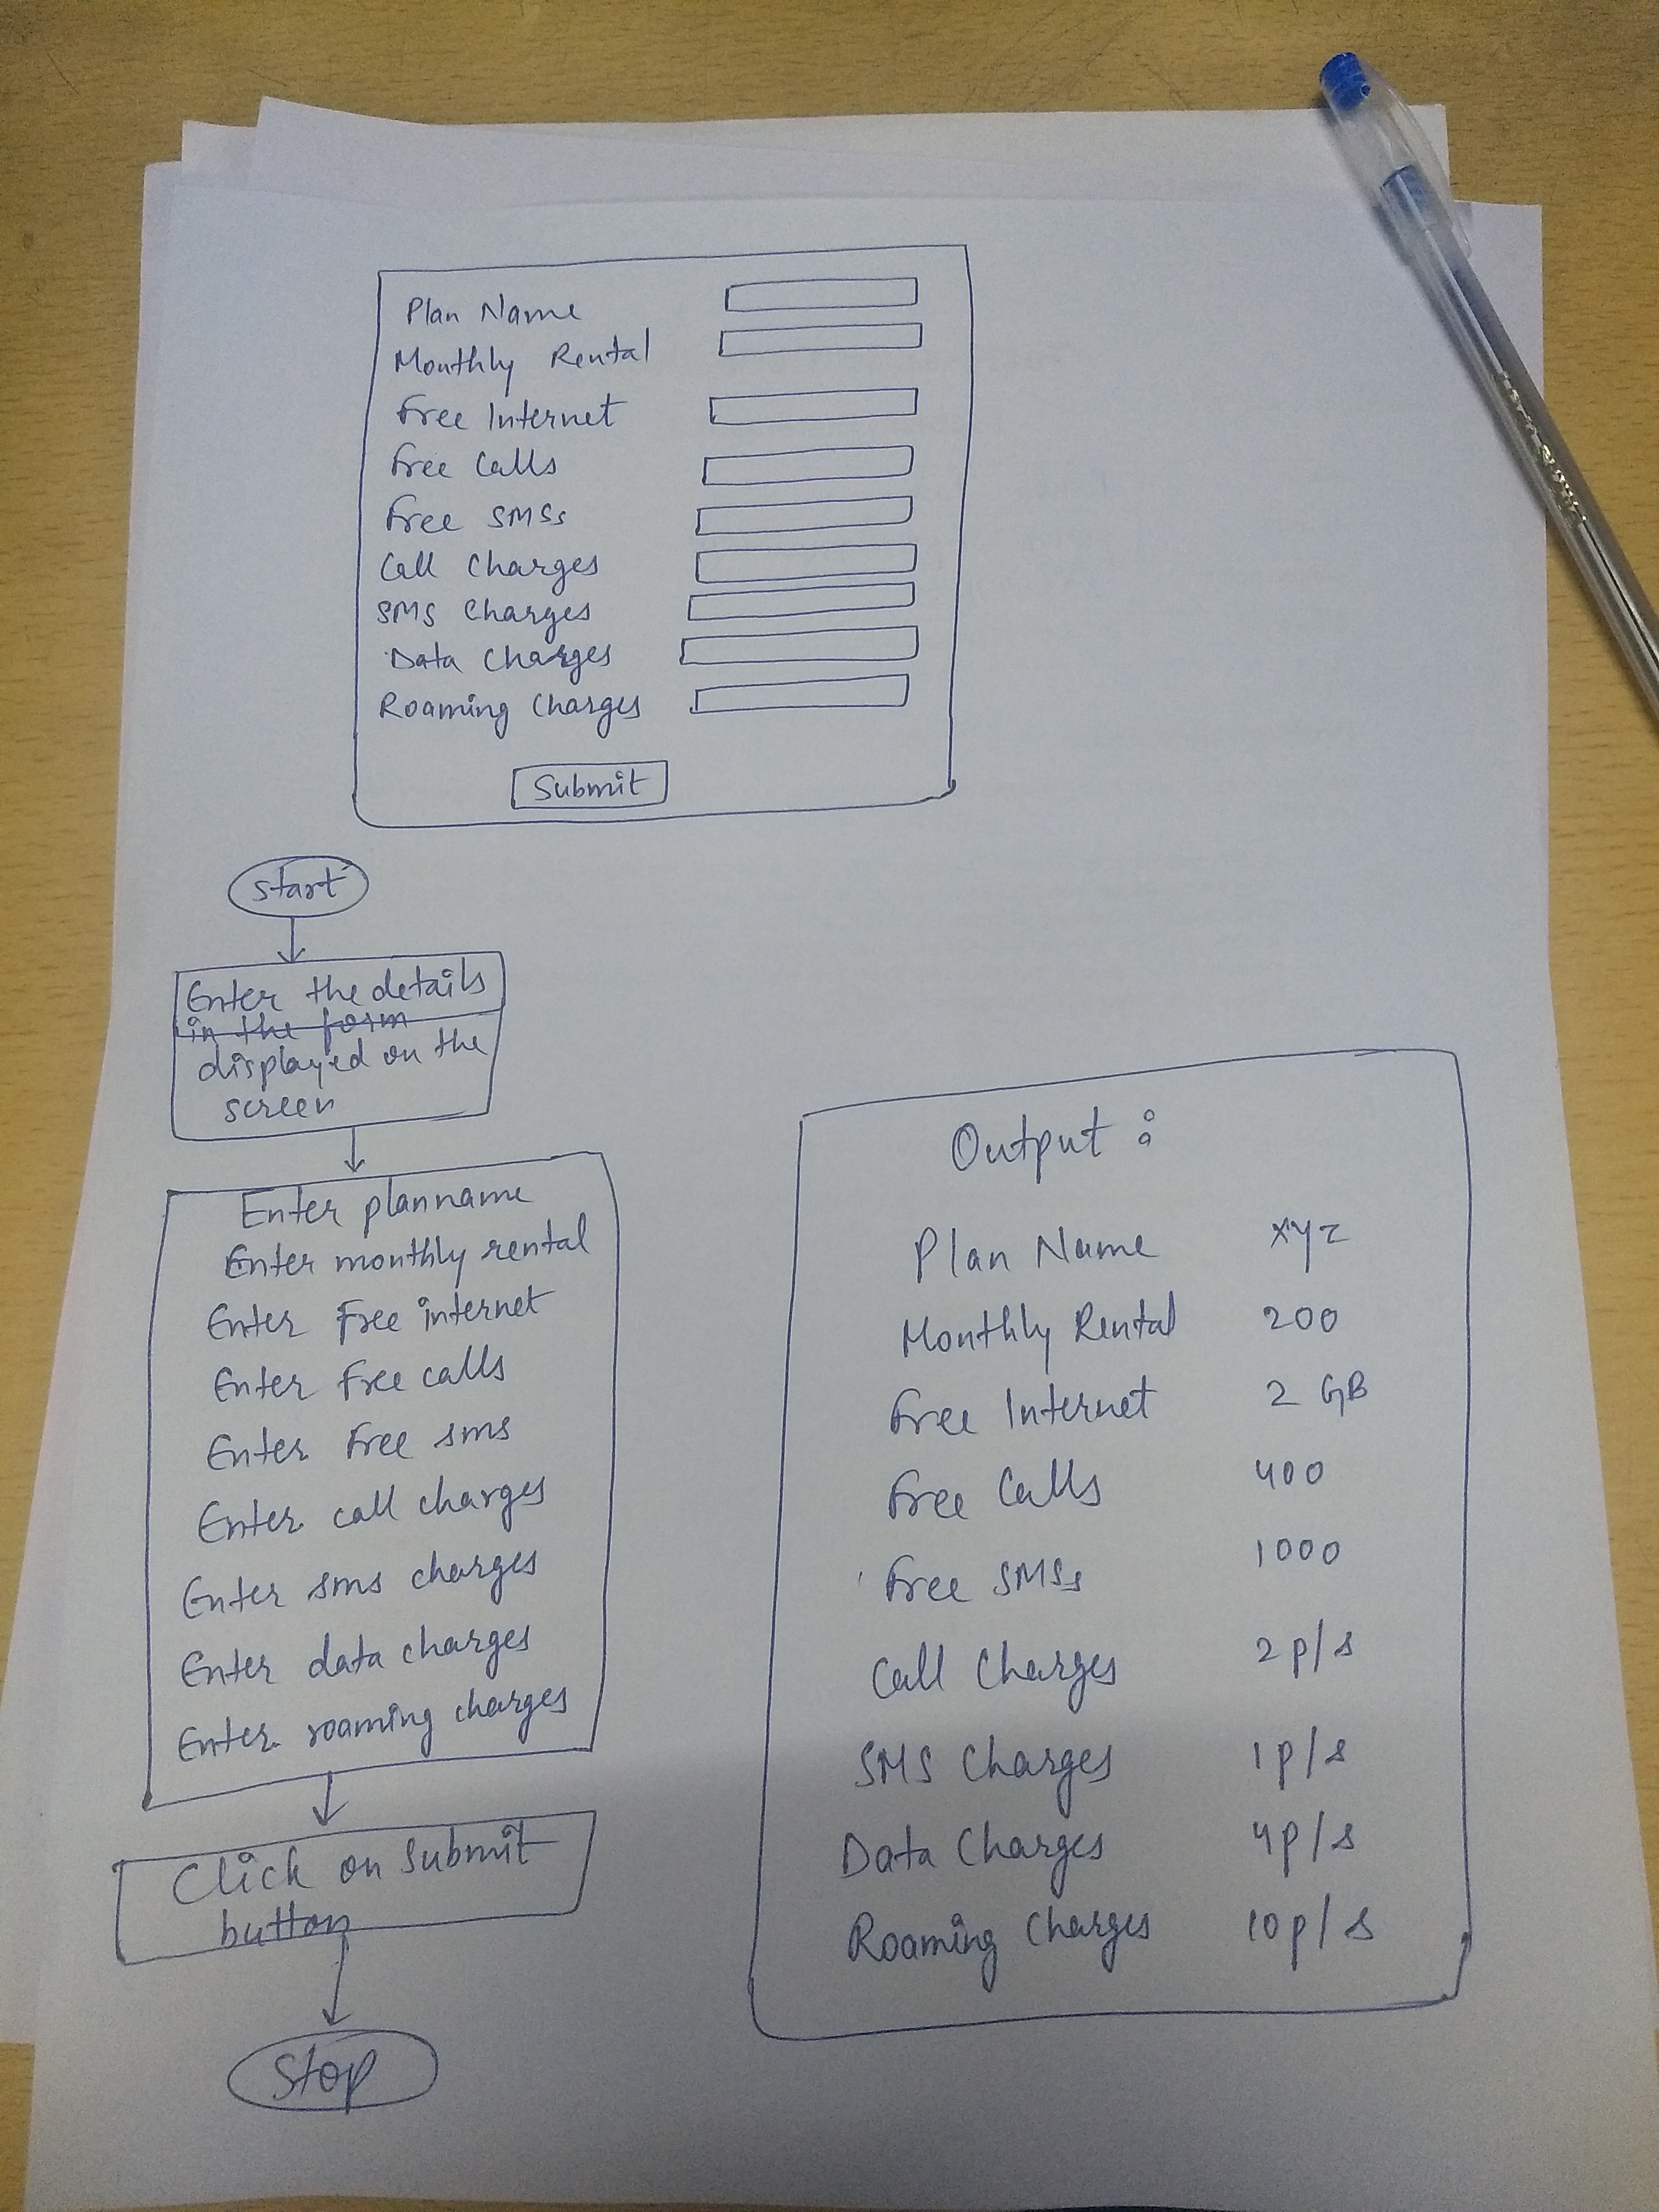 Plan Name
Monthly Rental
Free Internet
Free Calls
Free SMSs
Call Charges
SMS Charges
Data Charges
Roaming Charges
Submit
start
Enter the details
in the form
displayed on the
screen
Enter planname
Enter monthly rental
Enter Free internet
Enter Free calls
Enter Free sms
Enter call charges
Enter sms charges
Enter data charges
Enter roaming charges
Click on Submit
button
Stop
Output :
Plan Name xyz
Monthly Rental 200
Free Internet 2 GB
Free Calls 400
Free SMSs 1000
Call Charges 2p/s
SMS Charges 1p/s
Data Charges 4p/s
Roaming Charges 10p/s